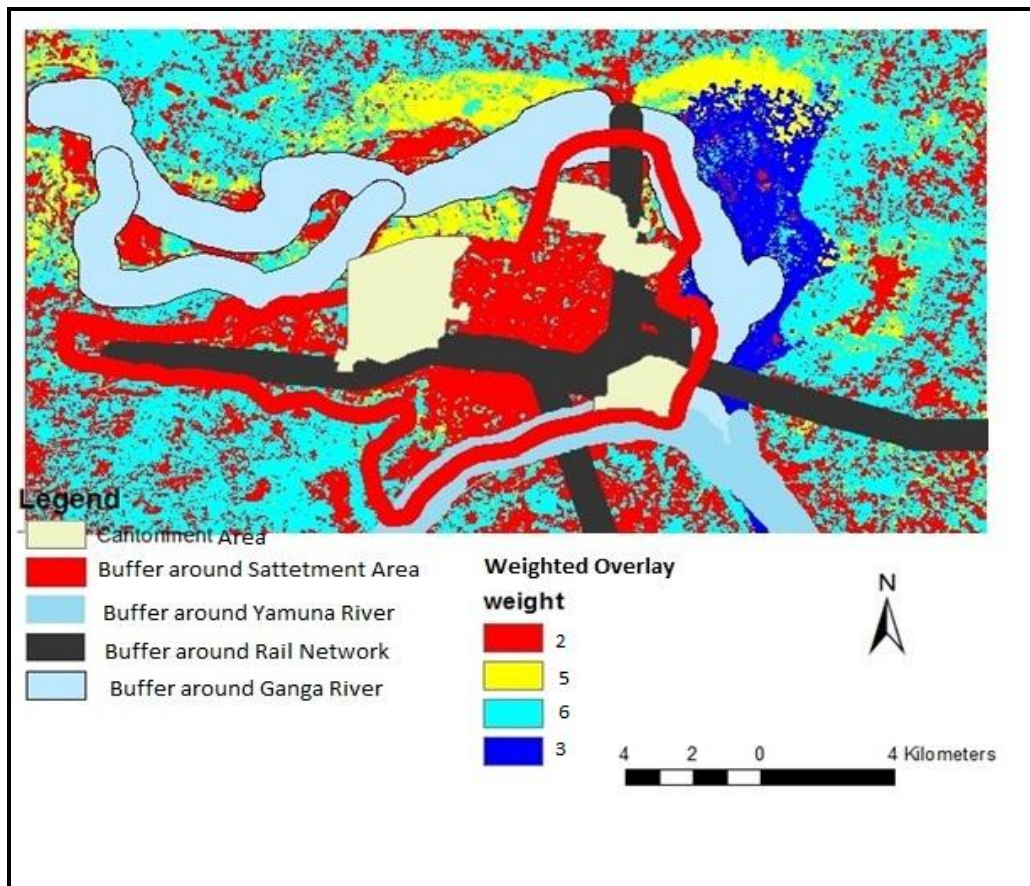 Legend
Cantonment Area
Buffer around Sattetment Area
Buffer around Yamuna River
Buffer around Rail Network
Buffer around Ganga River
Weighted Overlay
weight
2
5
6
3
N
4 2 0 4 Kilometers